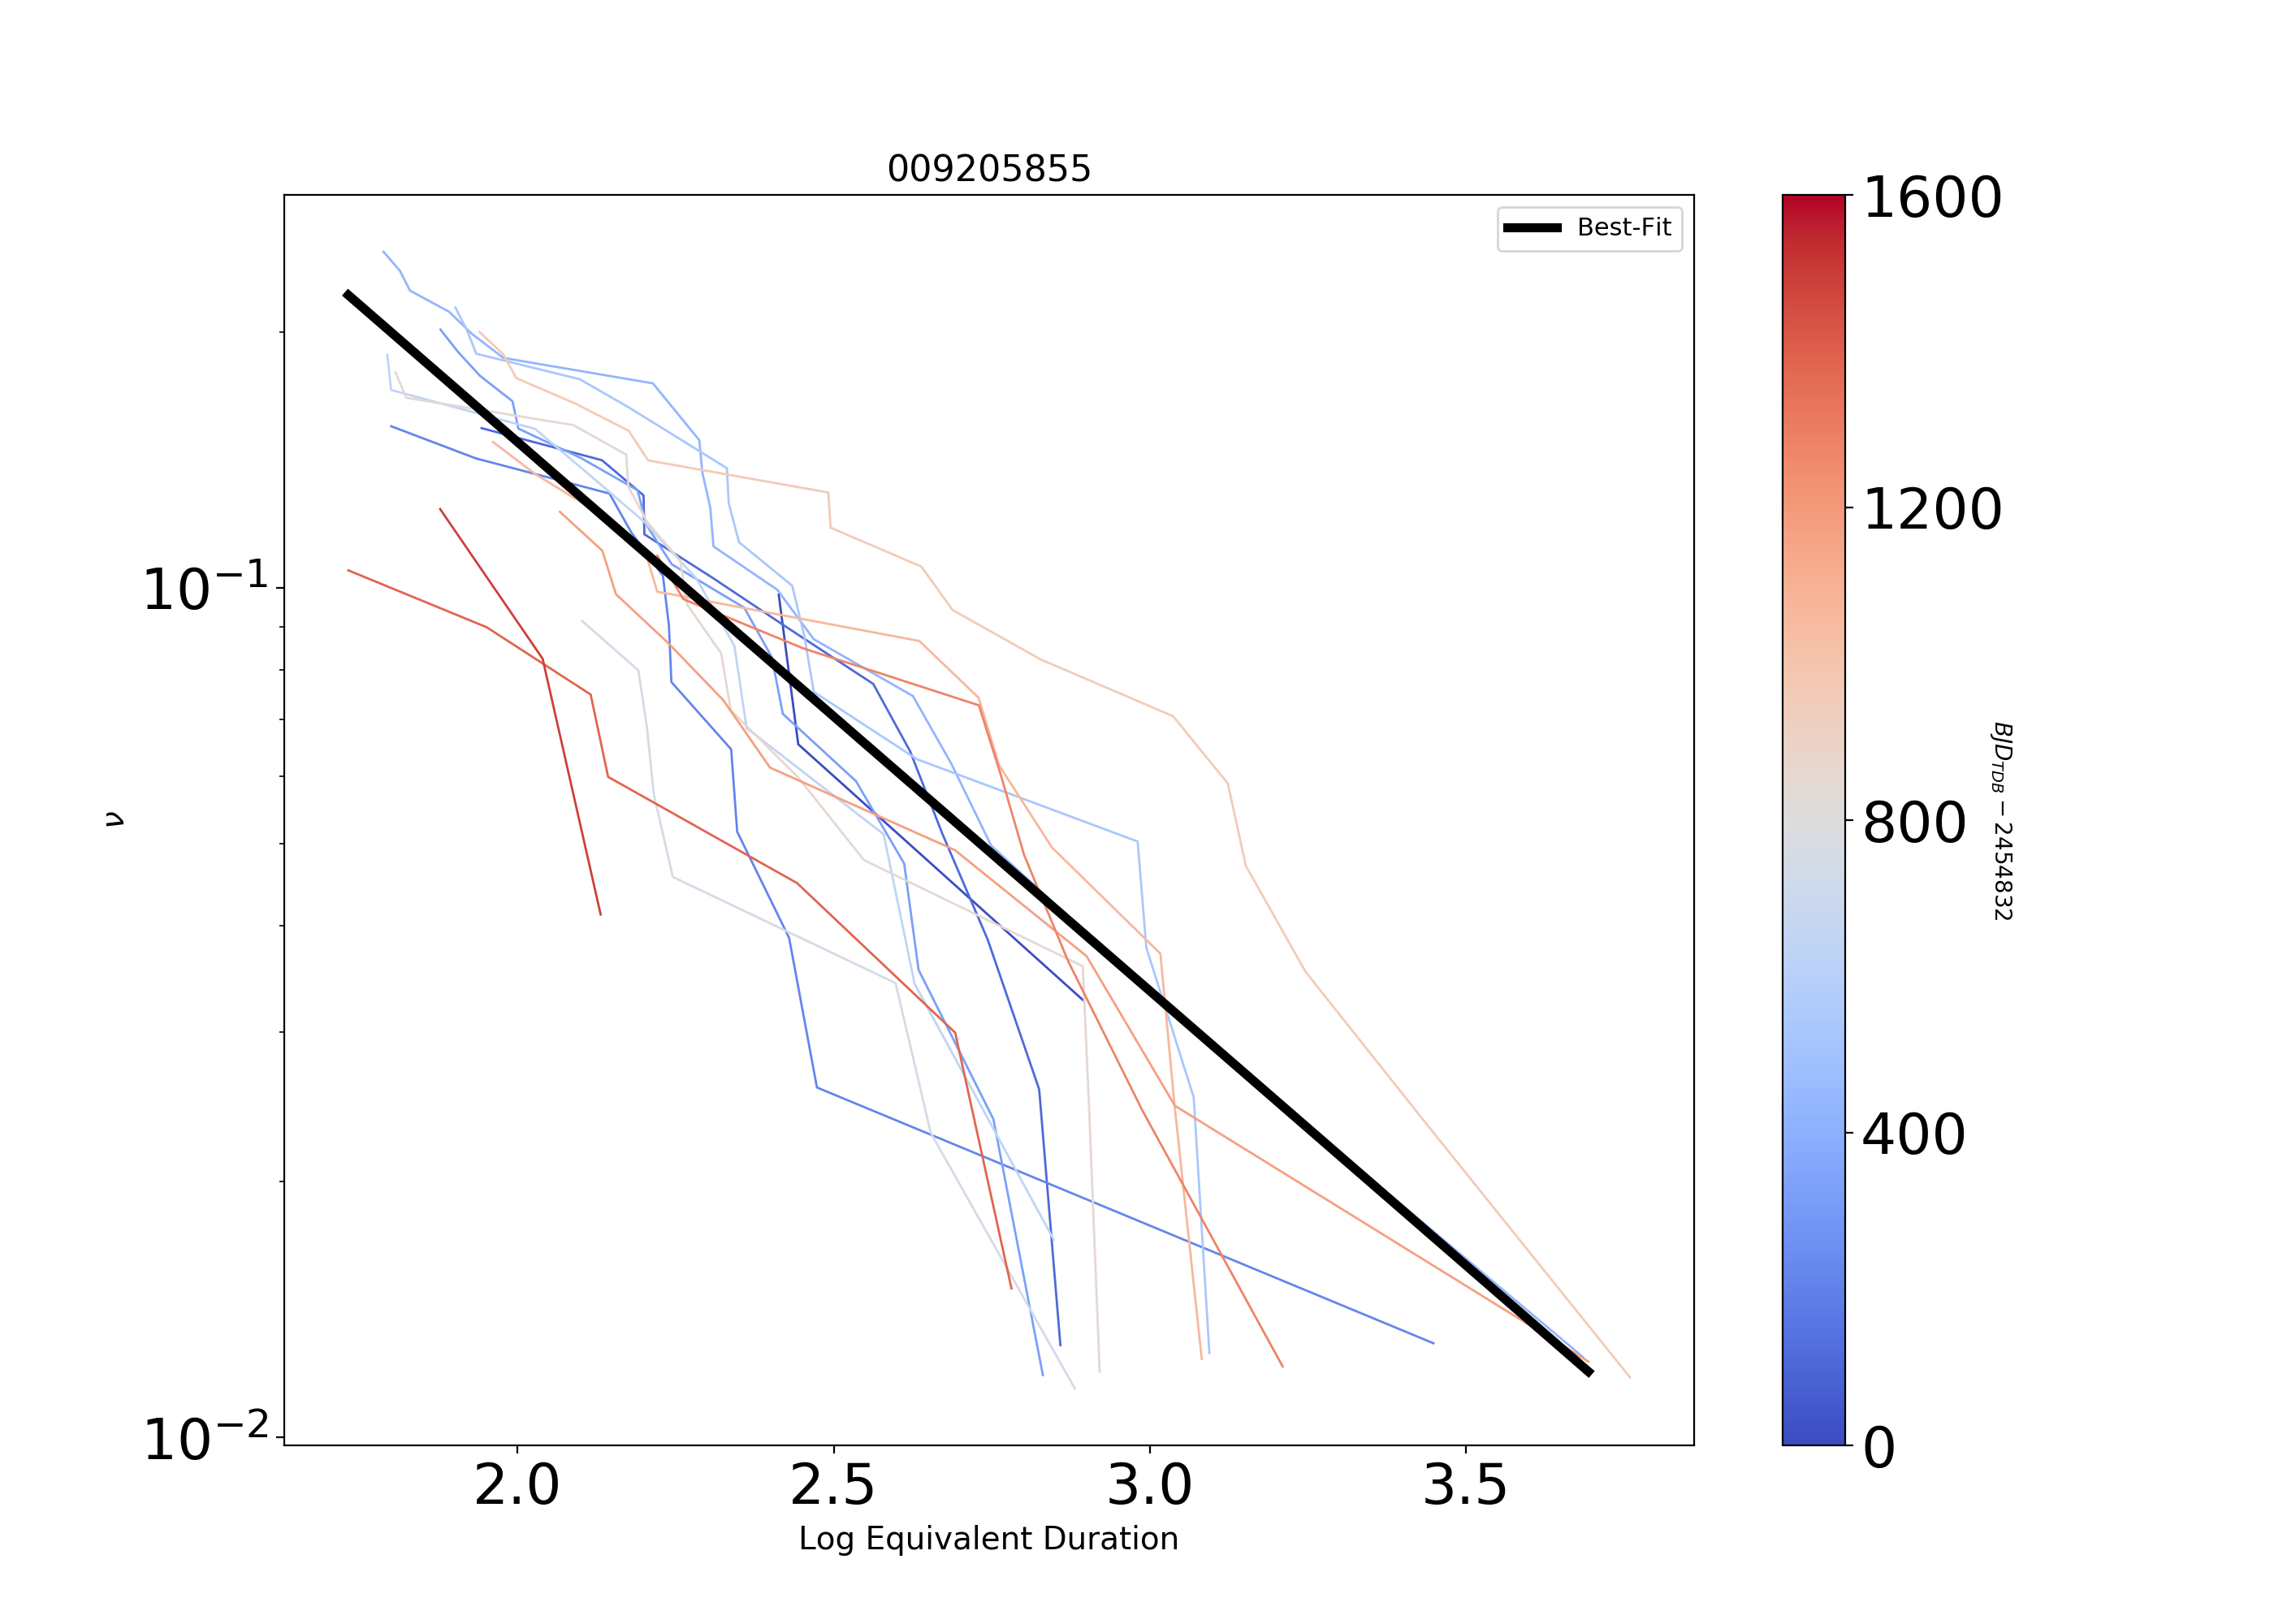 009205855
Best-Fit
10⁻¹
10⁻²
ν
2.0 2.5 3.0 3.5
Log Equivalent Duration
1600
1200
800
400
0
BJD_TDB − 2454832